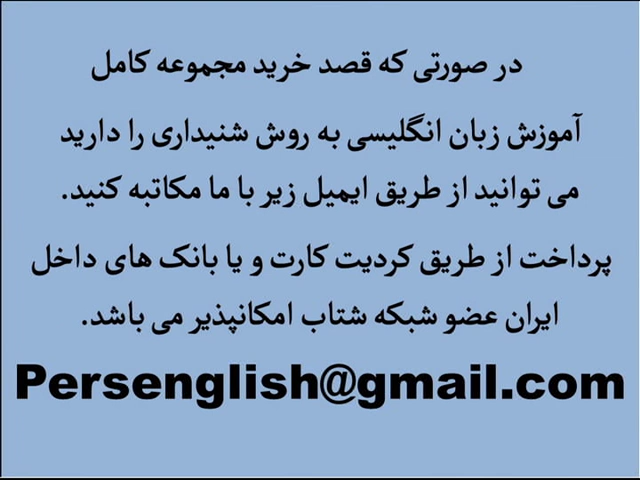 در صورتی که قصد خرید مجموعه کامل
آموزش زبان انگلیسی به روش شنیداری را دارید
می توانید از طریق ایمیل زیر با ما مکاتبه کنید.
پرداخت از طریق کردیت کارت و یا بانک های داخل
ایران عضو شبکه شتاب امکانپذیر می باشد.
Persenglish@gmail.com